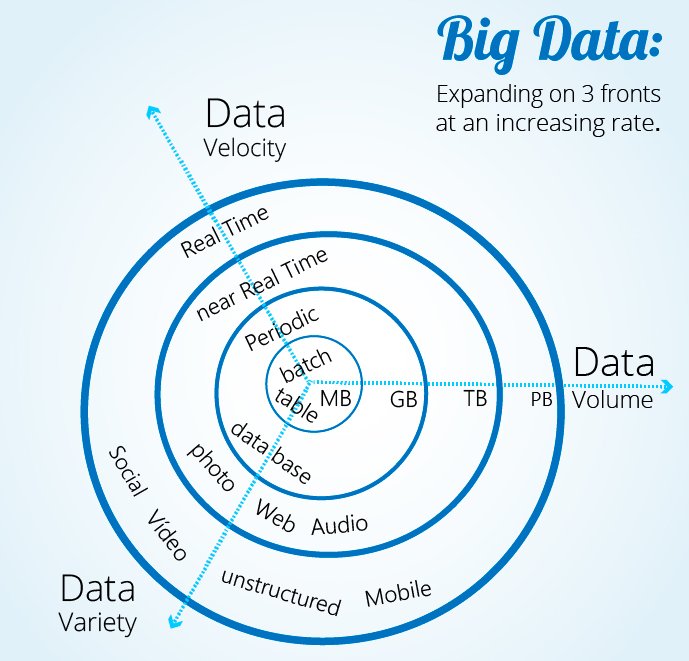 Big Data:
Expanding on 3 fronts
at an increasing rate.
Data
Velocity
Real Time
near Real Time
Periodic
batch
table
MB
GB
TB
PB
Data
Volume
data base
photo
Web
Audio
Social
Vídeo
unstructured
Mobile
Data
Variety